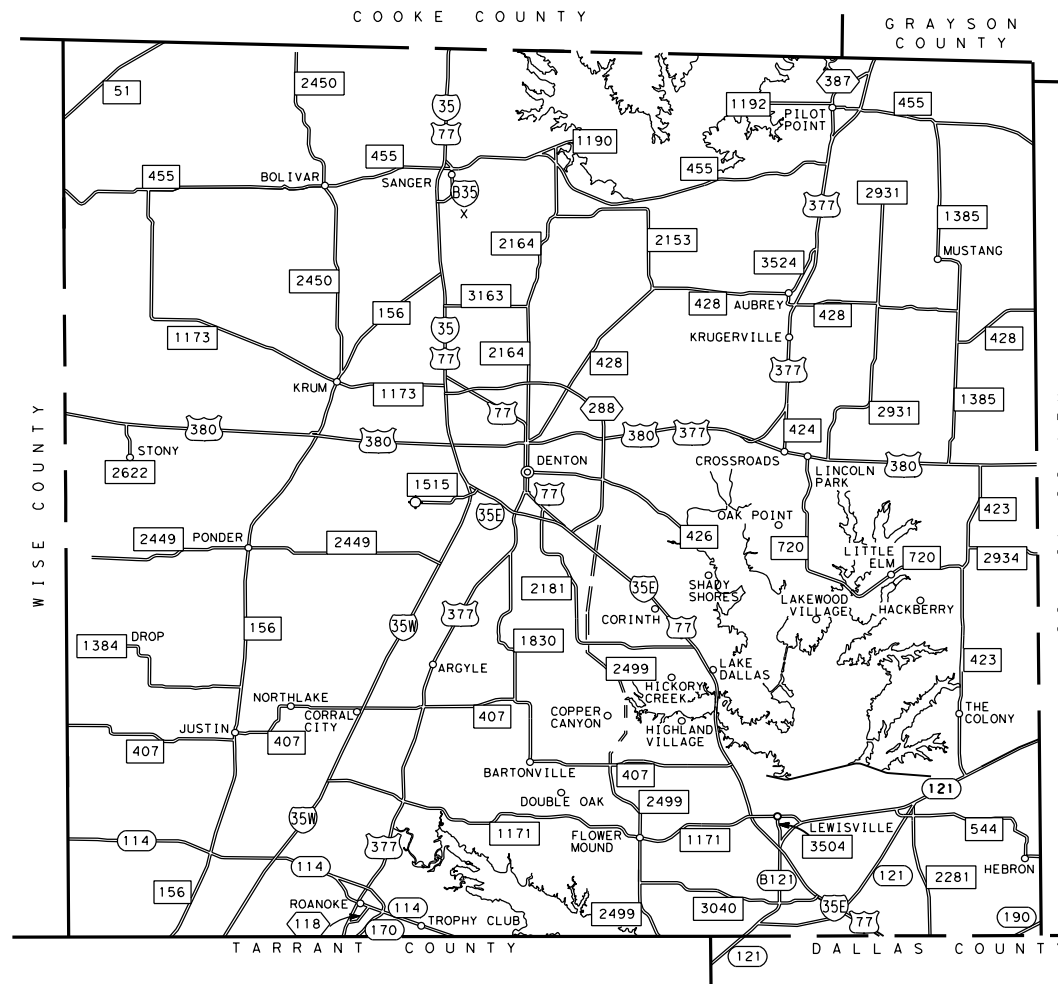 COOKE COUNTY
GRAYSON
COUNTY
51
2450
35
77
387
1192
455
PILOT
POINT
1190
455
455
455
BOLIVAR
SANGER
B35
X
377
2931
1385
2164
2153
MUSTANG
3524
2450
3163
428
AUBREY
428
156
35
77
1173
KRUGERVILLE
428
2164
428
377
KRUM
1173
1385
77
288
2931
WISE COUNTY
380
380
380
377
424
STONY
2622
DENTON
CROSSROADS
LINCOLN
PARK
380
1515
77
35E
OAK POINT
423
426
2449
PONDER
2449
720
LITTLE
ELM
720
2934
2181
35E
SHADY
SHORES
LAKEWOOD
VILLAGE
HACKBERRY
CORINTH
377
156
35W
77
1384
DROP
1830
ARGYLE
2499
LAKE
DALLAS
423
HICKORY
CREEK
NORTHLAKE
CORRAL
CITY
407
COPPER
CANYON
THE
COLONY
JUSTIN
407
HIGHLAND
VILLAGE
407
BARTONVILLE
407
121
DOUBLE OAK
2499
35W
1171
FLOWER
MOUND
1171
LEWISVILLE
3504
544
114
377
HEBRON
114
B121
121
2281
156
ROANOKE
114
3040
35E
118
170
TROPHY CLUB
2499
77
190
TARRANT COUNTY
DALLAS COUNTY
121